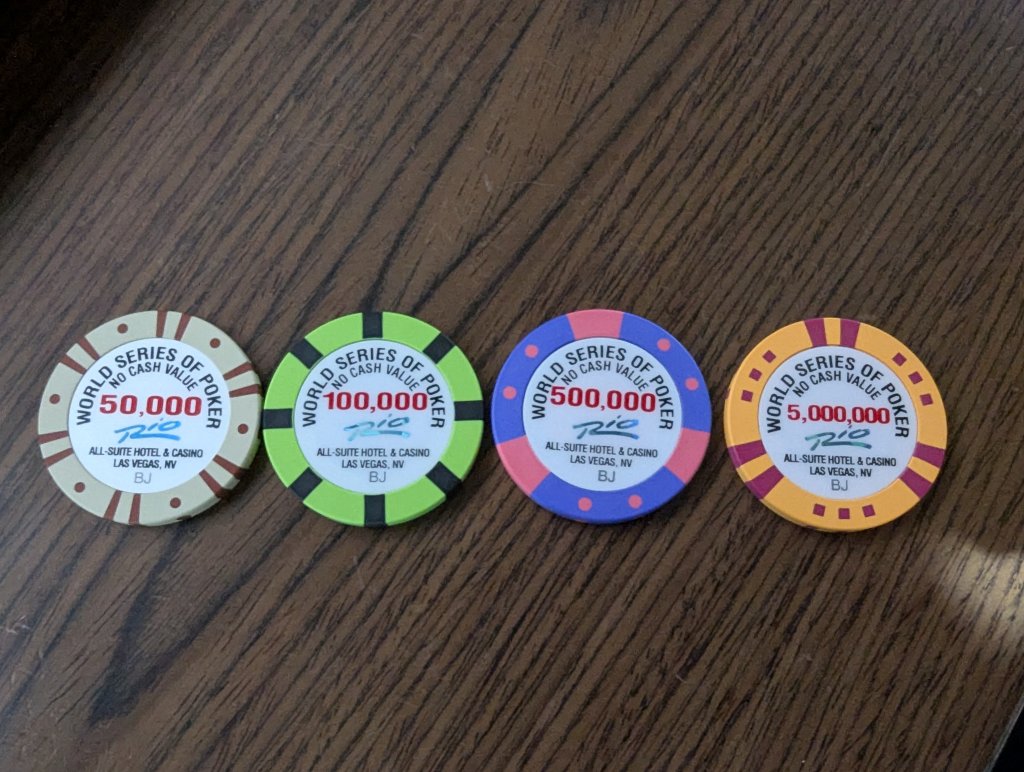 WORLD SERIES OF POKER
NO CASH VALUE
50,000
RIO
ALL-SUITE HOTEL & CASINO
LAS VEGAS, NV
BJ
WORLD SERIES OF POKER
NO CASH VALUE
100,000
RIO
ALL-SUITE HOTEL & CASINO
LAS VEGAS, NV
BJ
WORLD SERIES OF POKER
NO CASH VALUE
500,000
RIO
ALL-SUITE HOTEL & CASINO
LAS VEGAS, NV
BJ
WORLD SERIES OF POKER
NO CASH VALUE
5,000,000
RIO
ALL-SUITE HOTEL & CASINO
LAS VEGAS, NV
BJ